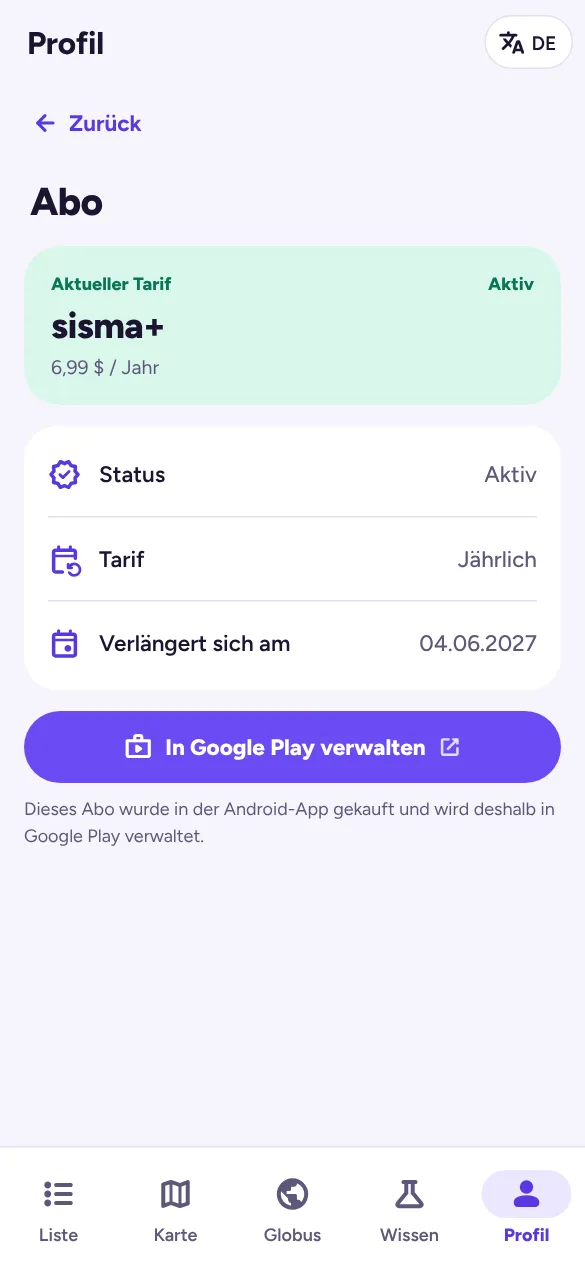 Profil
DE
Zurück
Abo
Aktueller Tarif
Aktiv
sisma+
6,99 $ / Jahr
Status
Aktiv
Tarif
Jährlich
Verlängert sich am
04.06.2027
In Google Play verwalten
Dieses Abo wurde in der Android-App gekauft und wird deshalb in
Google Play verwaltet.
Liste
Karte
Globus
Wissen
Profil